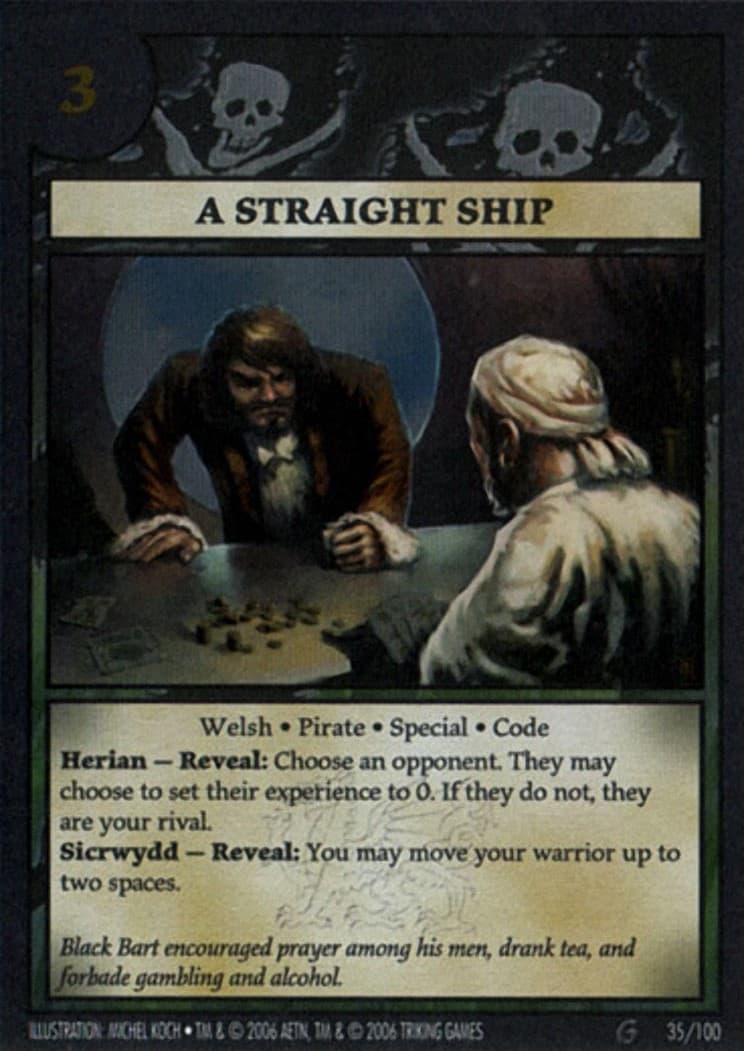 3
A STRAIGHT SHIP
Welsh • Pirate • Special • Code
Herian — Reveal: Choose an opponent. They may
choose to set their experience to 0. If they do not, they
are your rival.
Sicrwydd — Reveal: You may move your warrior up to
two spaces.
Black Bart encouraged prayer among his men, drank tea, and
forbade gambling and alcohol.
ILLUSTRATION: MICHEL KOCH • TM & © 2006 AETN, TM & © 2006 TRIKING GAMES
35/100